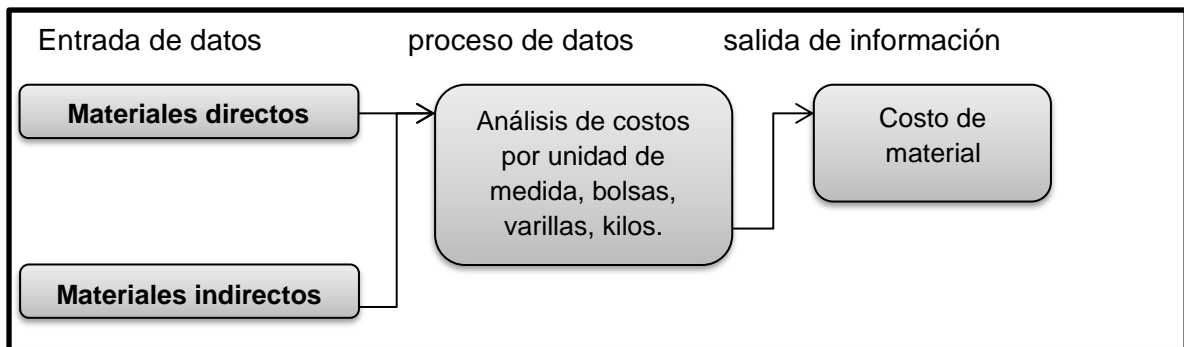 Entrada de datos proceso de datos salida de información
Materiales directos
Análisis de costos
por unidad de
medida, bolsas,
varillas, kilos.
Costo de
material
Materiales indirectos